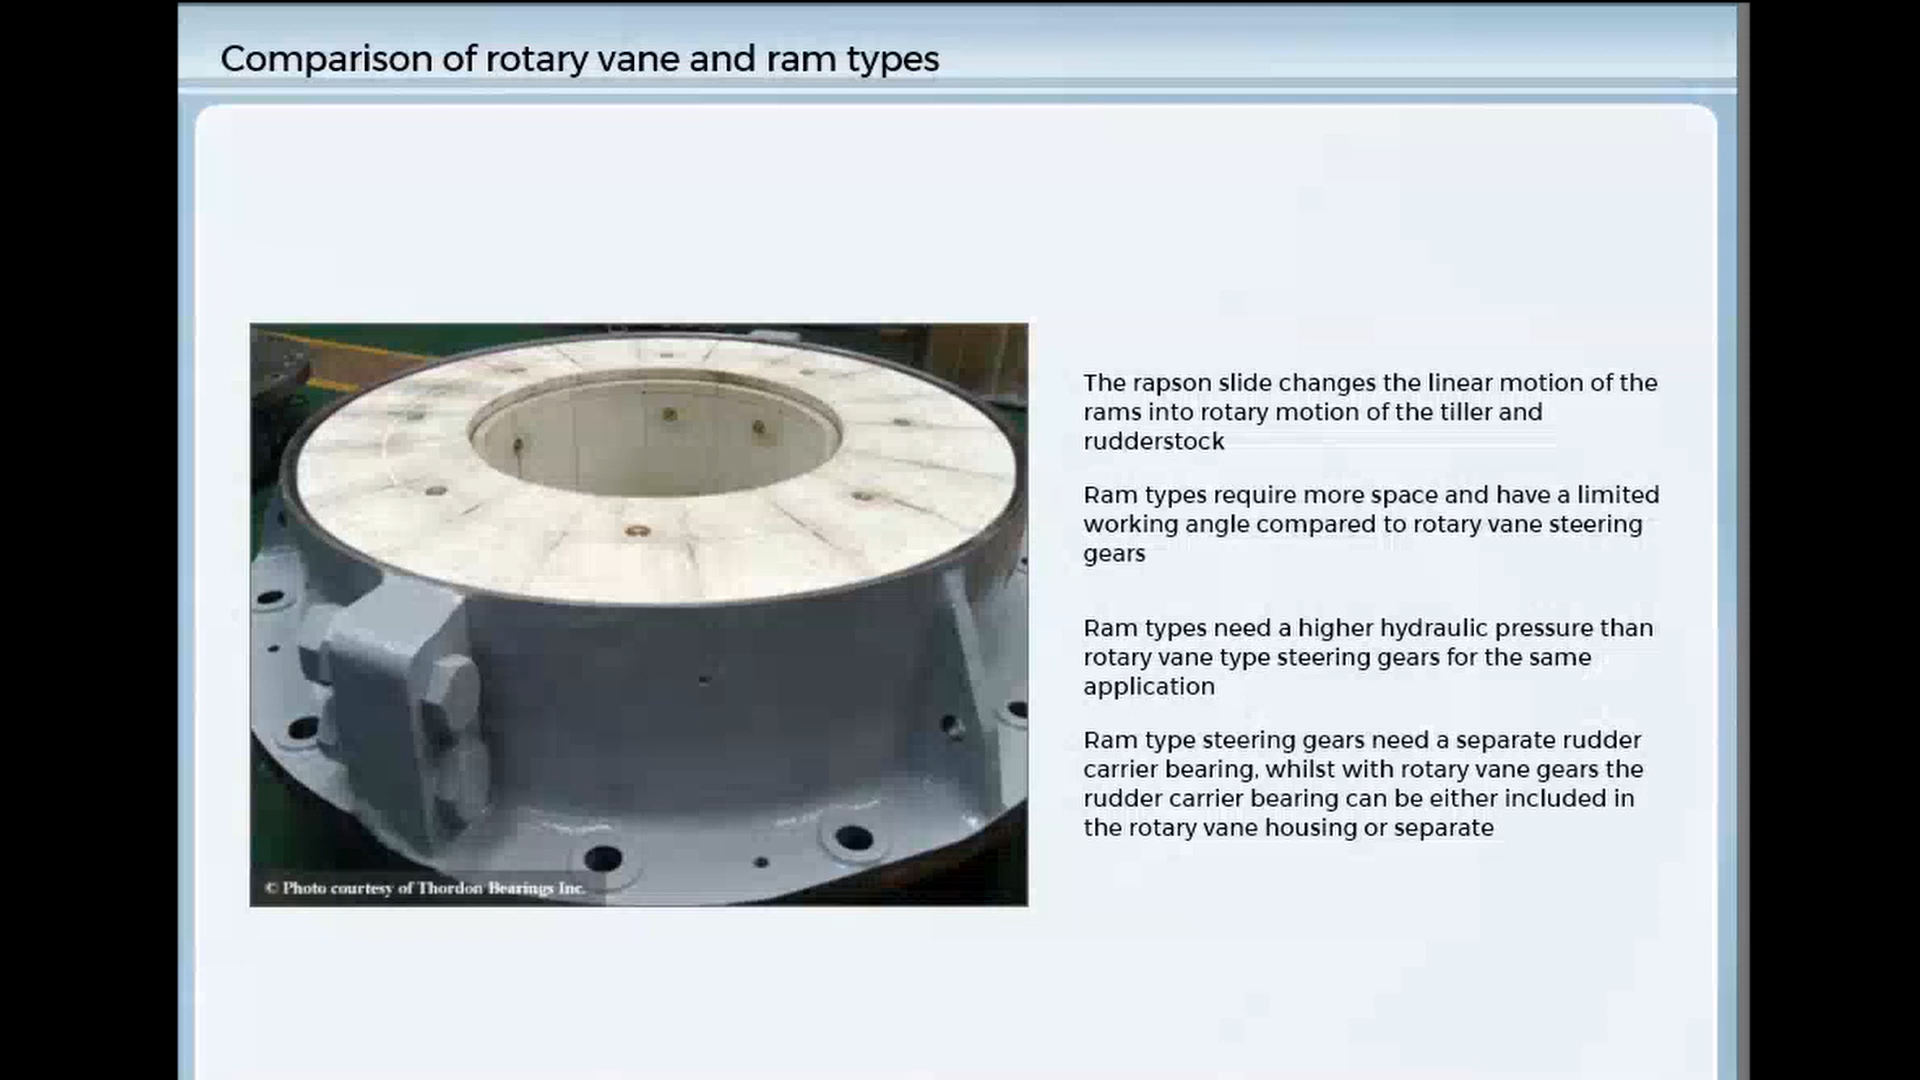 Comparison of rotary vane and ram types
The rapson slide changes the linear motion of the
rams into rotary motion of the tiller and
rudderstock
Ram types require more space and have a limited
working angle compared to rotary vane steering
gears
Ram types need a higher hydraulic pressure than
rotary vane type steering gears for the same
application
Ram type steering gears need a separate rudder
carrier bearing, whilst with rotary vane gears the
rudder carrier bearing can be either included in
the rotary vane housing or separate
© Photo courtesy of Thordon Bearings Inc.